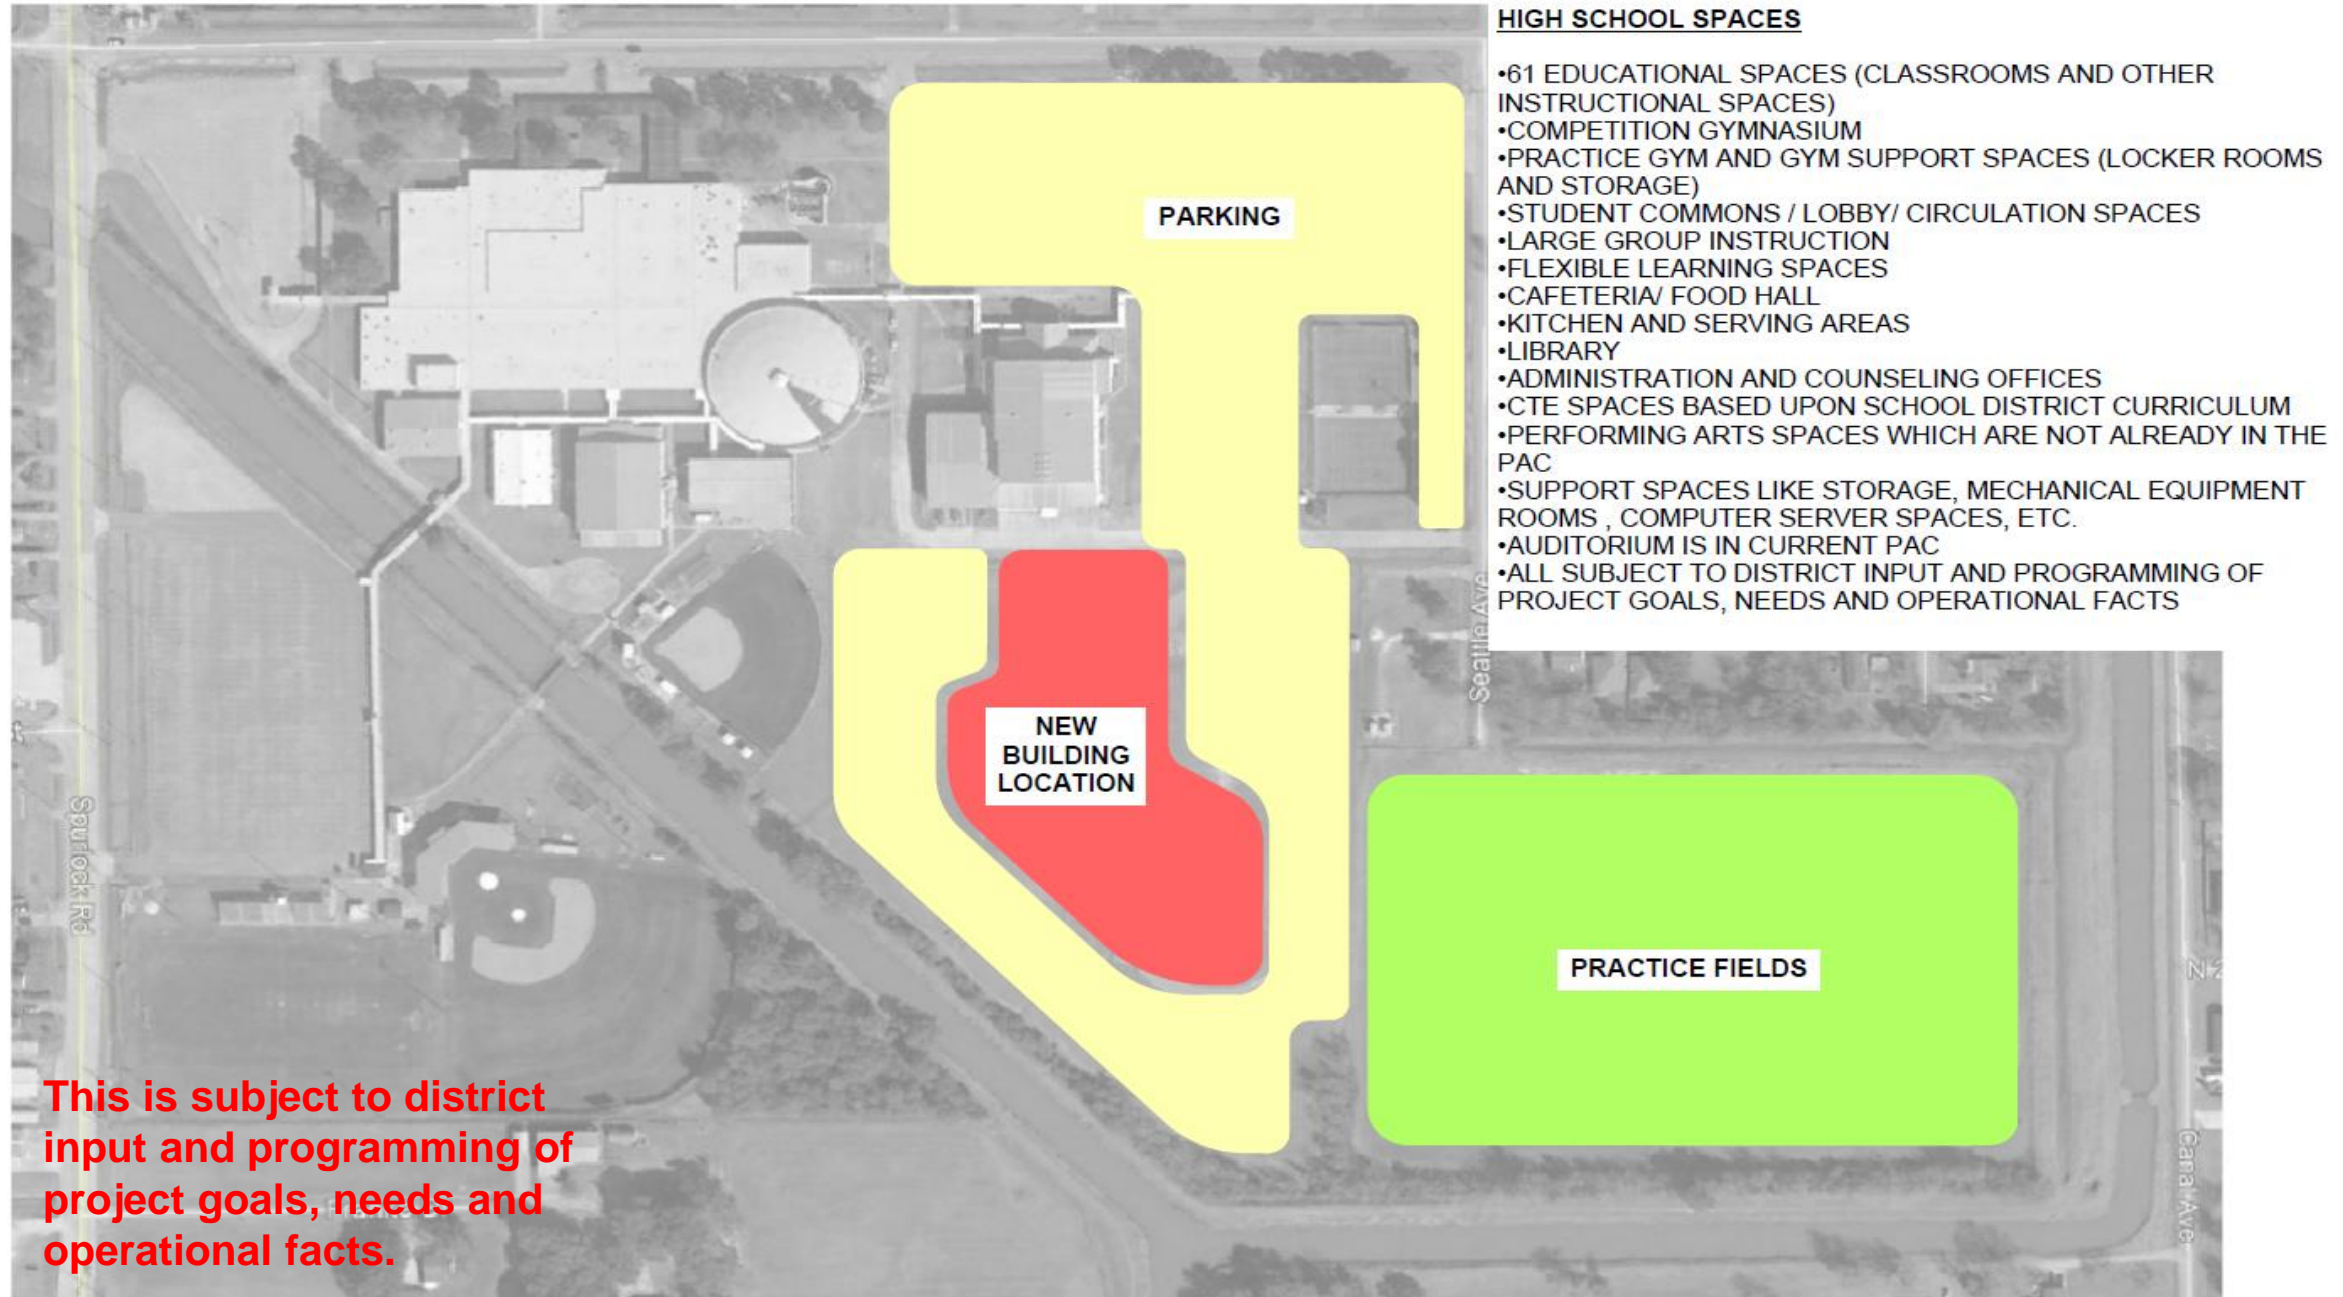 HIGH SCHOOL SPACES
•61 EDUCATIONAL SPACES (CLASSROOMS AND OTHER
INSTRUCTIONAL SPACES)
•COMPETITION GYMNASIUM
•PRACTICE GYM AND GYM SUPPORT SPACES (LOCKER ROOMS
AND STORAGE)
•STUDENT COMMONS / LOBBY/ CIRCULATION SPACES
•LARGE GROUP INSTRUCTION
•FLEXIBLE LEARNING SPACES
•CAFETERIA/ FOOD HALL
•KITCHEN AND SERVING AREAS
•LIBRARY
•ADMINISTRATION AND COUNSELING OFFICES
•CTE SPACES BASED UPON SCHOOL DISTRICT CURRICULUM
•PERFORMING ARTS SPACES WHICH ARE NOT ALREADY IN THE
PAC
•SUPPORT SPACES LIKE STORAGE, MECHANICAL EQUIPMENT
ROOMS , COMPUTER SERVER SPACES, ETC.
•AUDITORIUM IS IN CURRENT PAC
•ALL SUBJECT TO DISTRICT INPUT AND PROGRAMMING OF
PROJECT GOALS, NEEDS AND OPERATIONAL FACTS
PARKING
Seattle Ave
NEW
BUILDING
LOCATION
Spurlock Rd
PRACTICE FIELDS
Canal Ave
This is subject to district
input and programming of
project goals, needs and
operational facts.